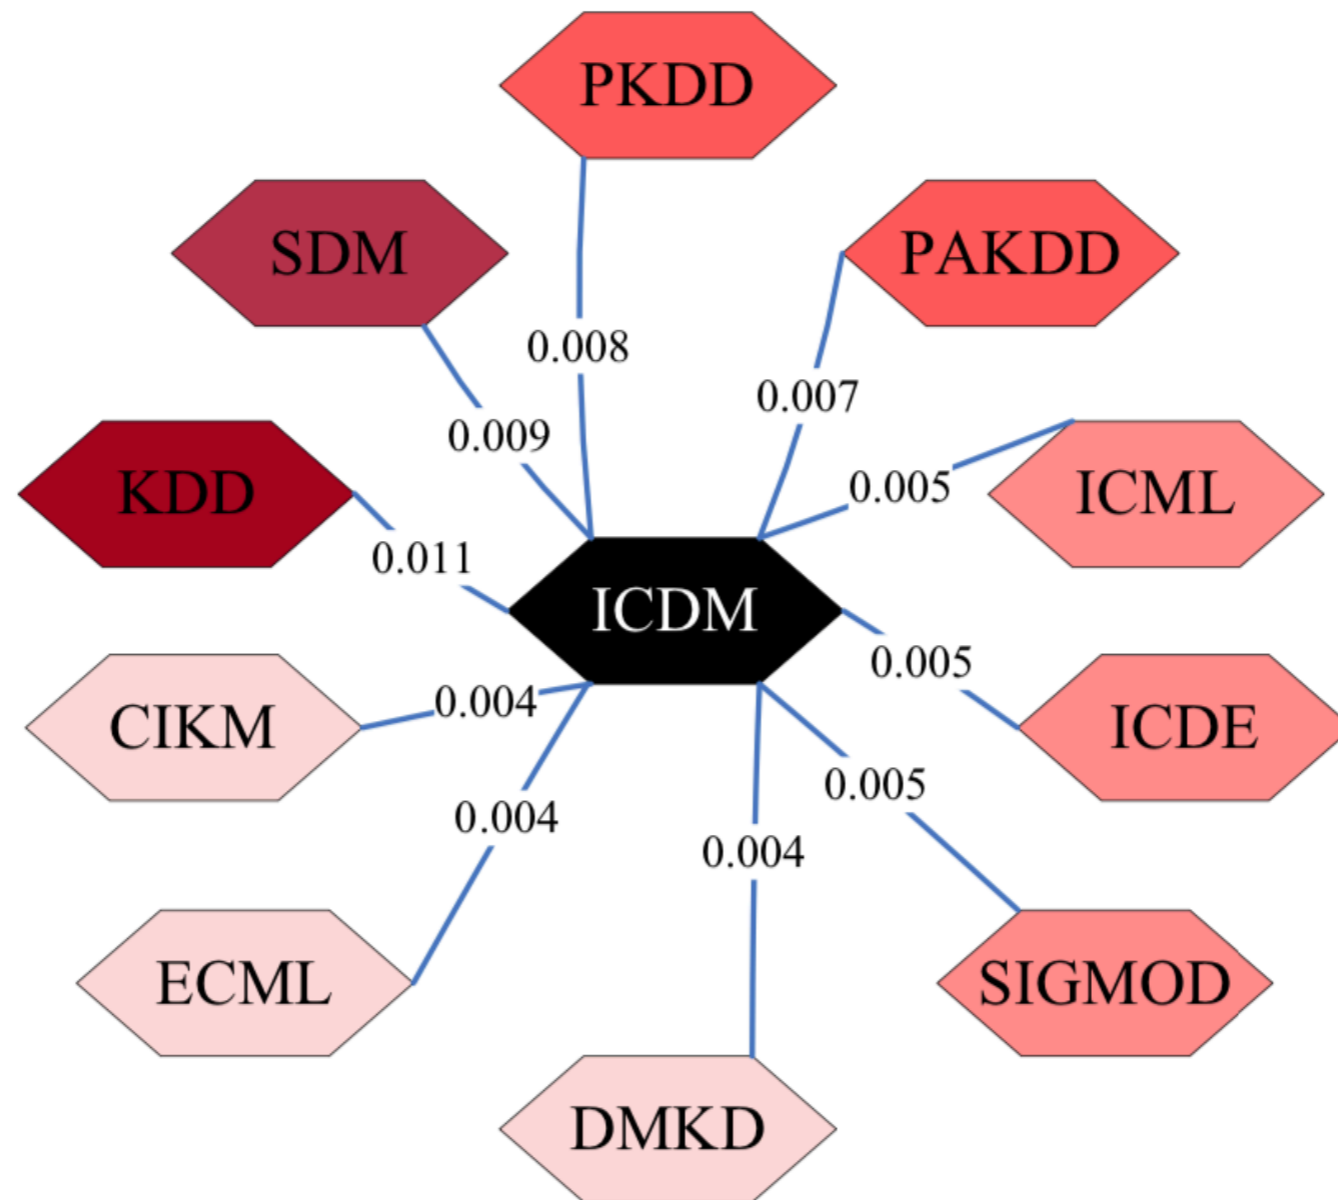 PKDD
SDM
PAKDD
0.008
0.007
0.009
KDD
0.005
ICML
0.011
ICDM
0.005
CIKM
0.004
ICDE
0.005
0.004
0.004
ECML
SIGMOD
DMKD